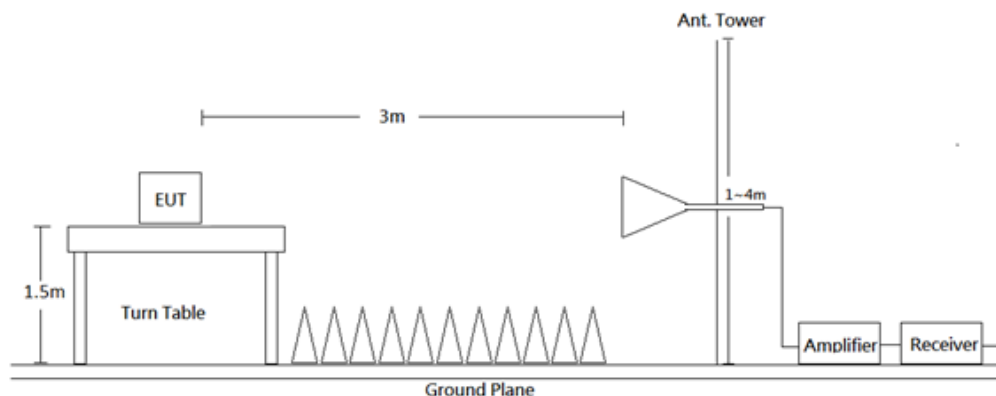 Ant. Tower
3m
EUT
1~4m
1.5m
Turn Table
Amplifier
Receiver
Ground Plane